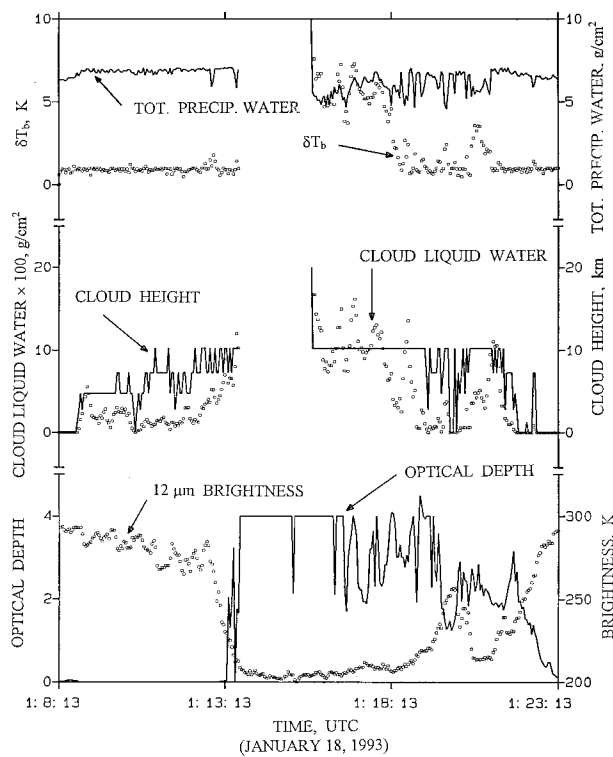 10
5
0
δT_b, K
TOT. PRECIP. WATER
δT_b
10
5
0
TOT. PRECIP. WATER, g/cm²
20
10
0
CLOUD LIQUID WATER × 100, g/cm²
CLOUD HEIGHT
CLOUD LIQUID WATER
20
10
0
CLOUD HEIGHT, km
4
2
0
OPTICAL DEPTH
12 μm BRIGHTNESS
OPTICAL DEPTH
300
250
200
BRIGHTNESS, K
1: 8:13 1:13:13 1:18:13 1:23:13
TIME, UTC
(JANUARY 18, 1993)